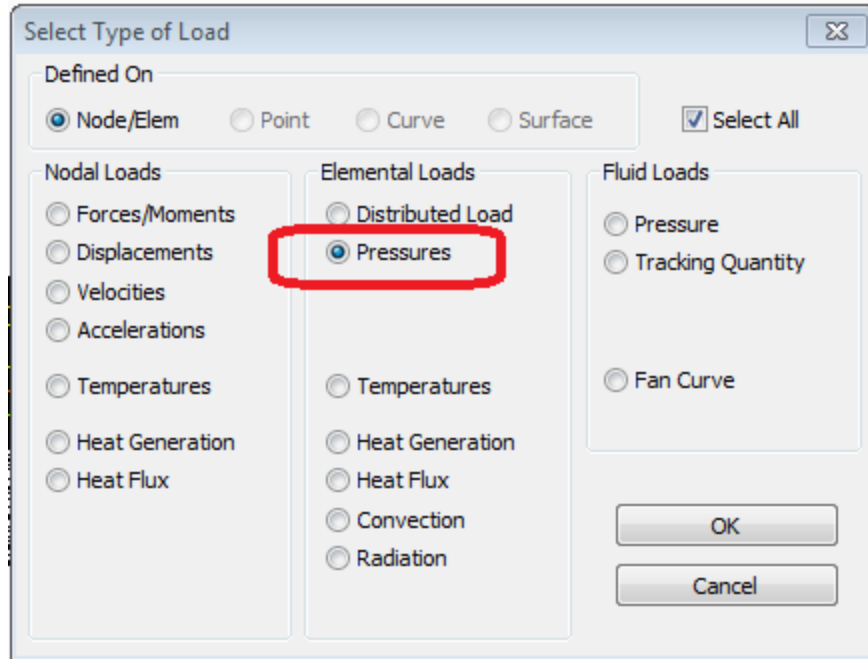 Select Type of Load
Defined On
Node/Elem Point Curve Surface
Select All
Nodal Loads
Forces/Moments
Displacements
Velocities
Accelerations
Temperatures
Heat Generation
Heat Flux
Elemental Loads
Distributed Load
Pressures
Temperatures
Heat Generation
Heat Flux
Convection
Radiation
Fluid Loads
Pressure
Tracking Quantity
Fan Curve
OK
Cancel